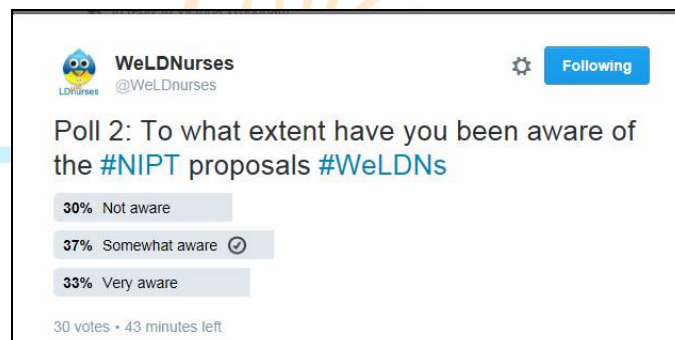 WeLDNurses
@WeLDnurses
LDnurses
Following
Poll 2: To what extent have you been aware of
the #NIPT proposals #WeLDNs
30% Not aware
37% Somewhat aware
33% Very aware
30 votes • 43 minutes left